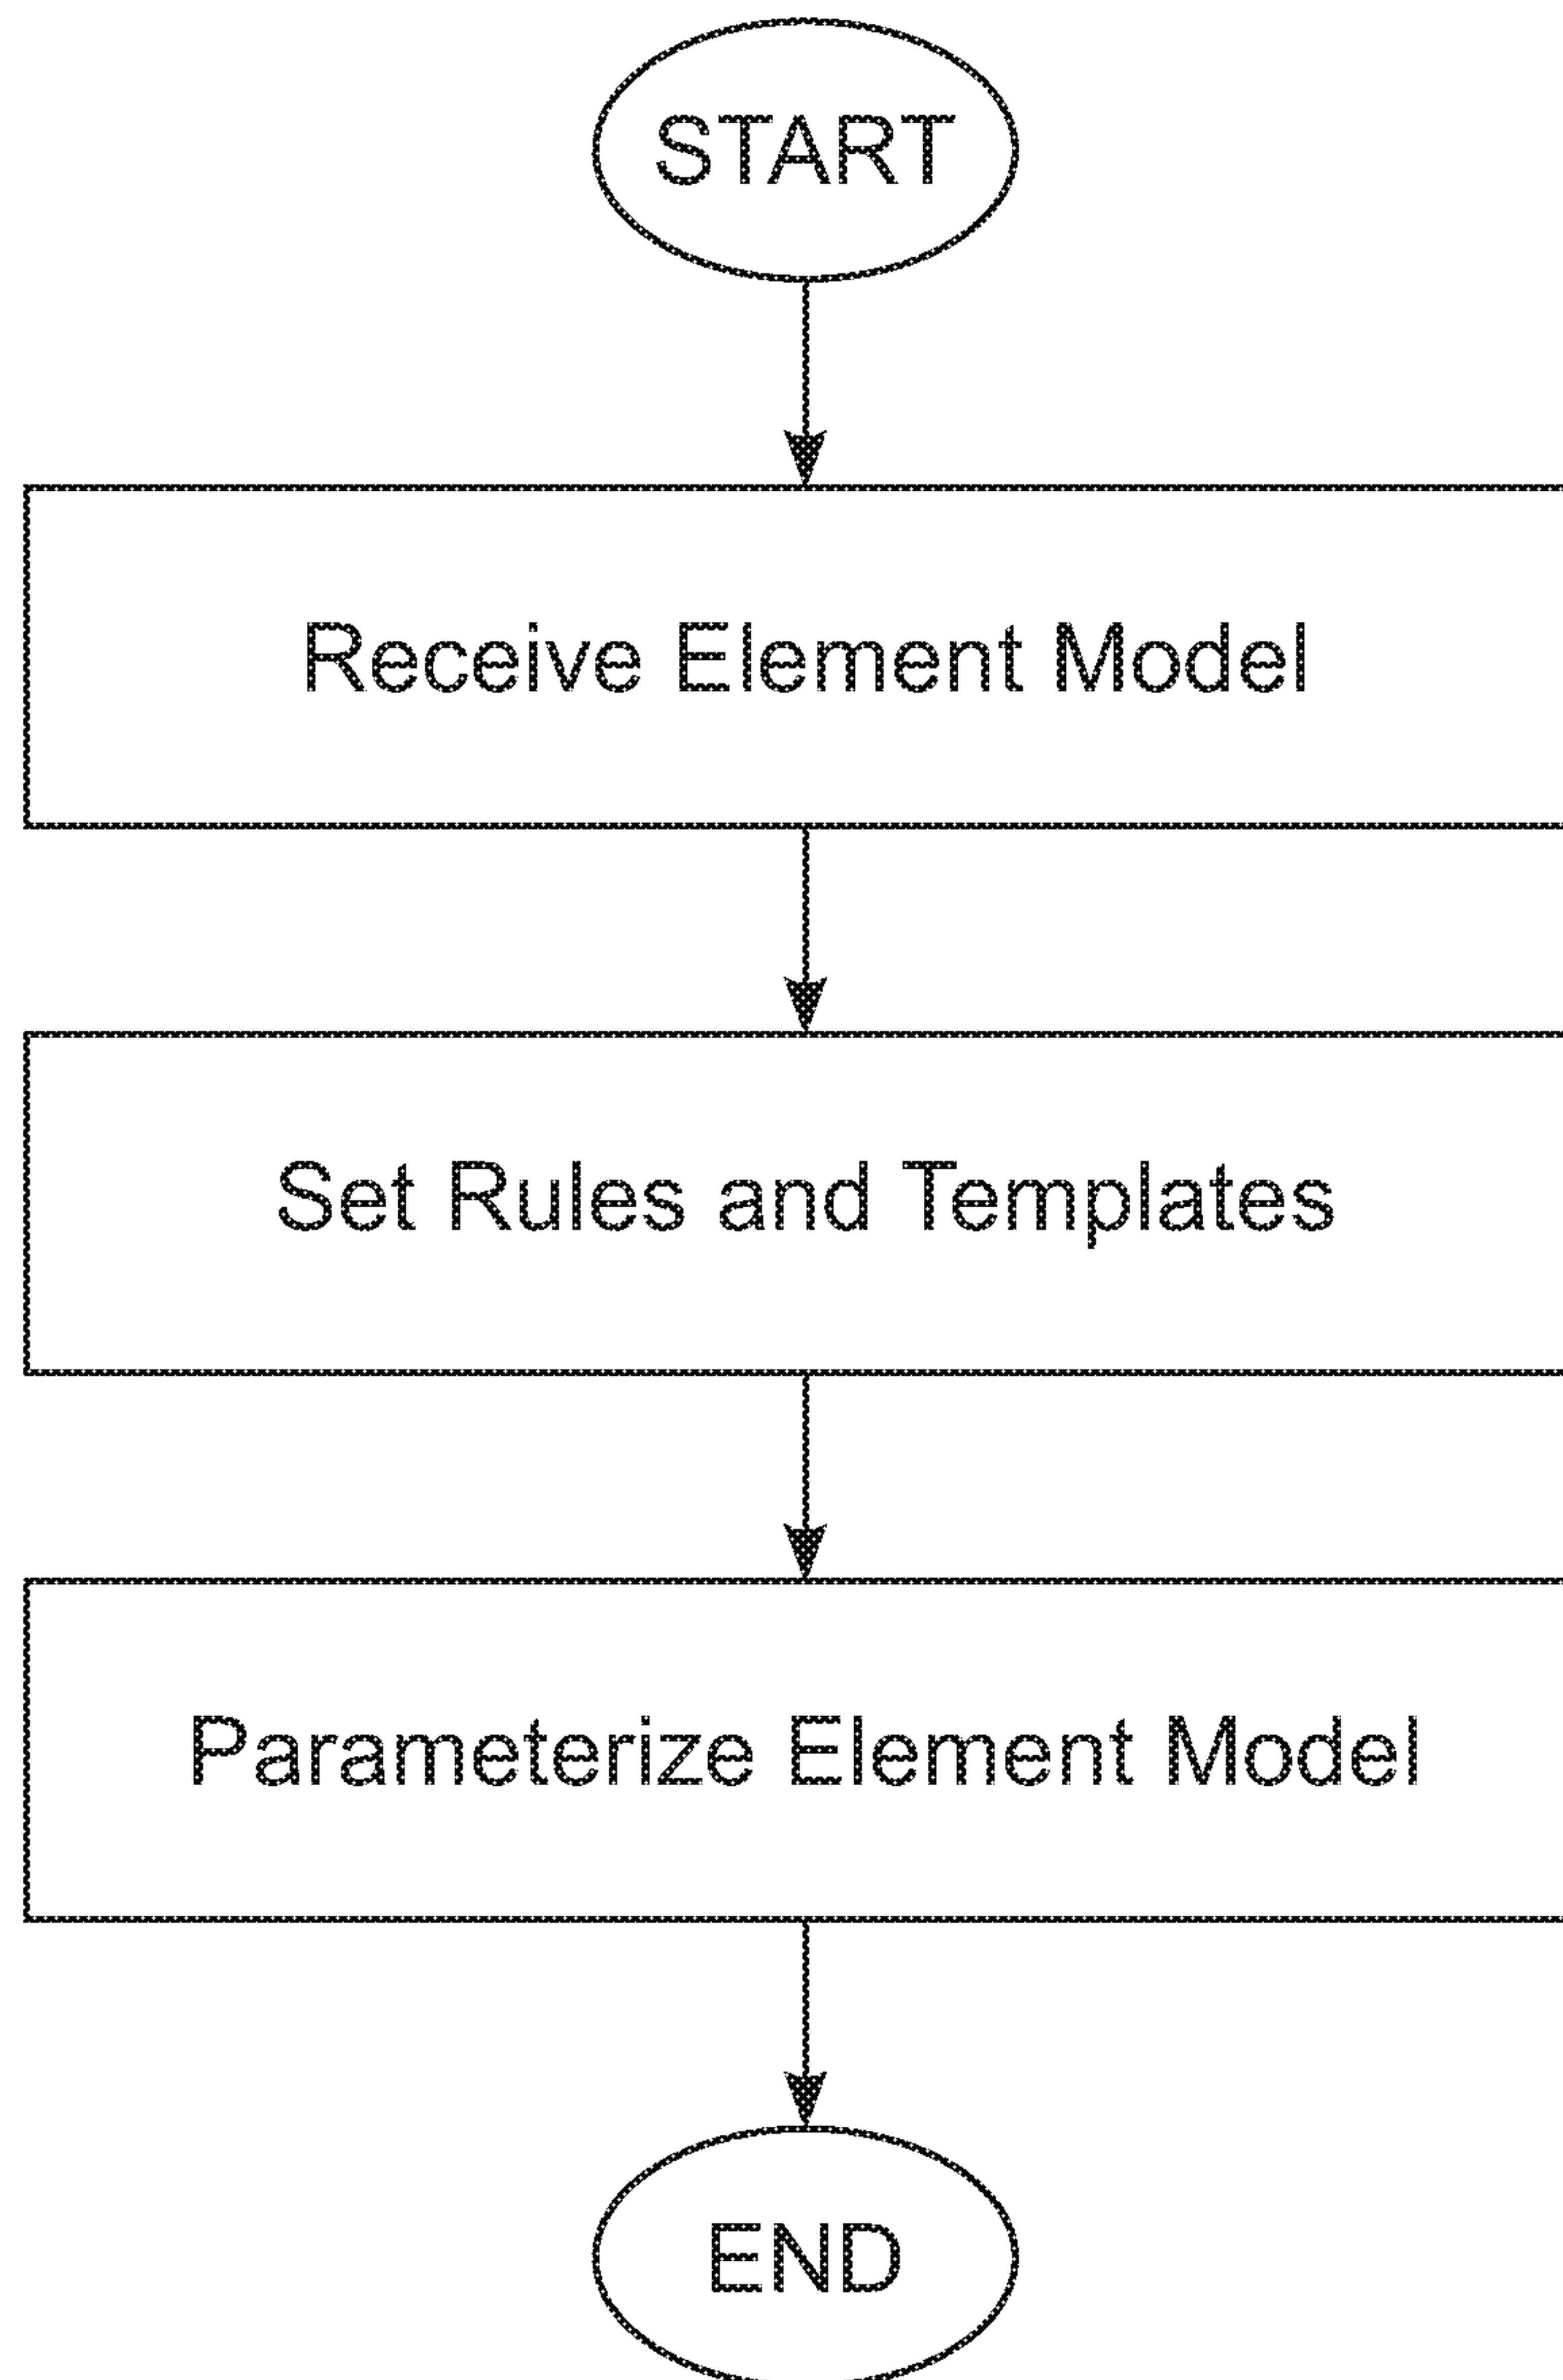 START
Receive Element Model
Set Rules and Templates
Parameterize Element Model
END